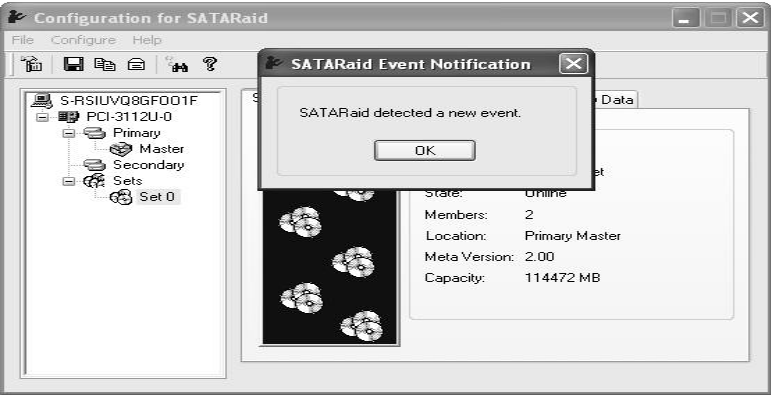 Configuration for SATARaid
File Configure Help
SATARaid Event Notification
SATARaid detected a new event.
OK
S-RSIUVQ8GFOO1F
PCI-3112U-0
Primary
Master
Secondary
Sets
Set 0
Data
State: Online
Members: 2
Location: Primary Master
Meta Version: 2.00
Capacity: 114472 MB